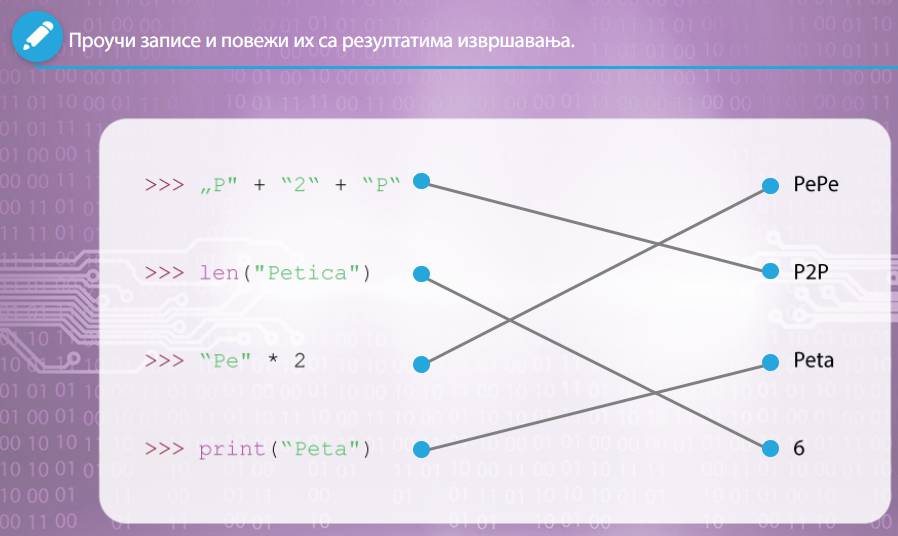 Проучи записе и повежи их са резултатима извршавања.
>>> „P" + “2“ + “P“ PePe
>>> len("Petica") P2P
>>> “Pe" * 2 Peta
>>> print(“Peta") 6